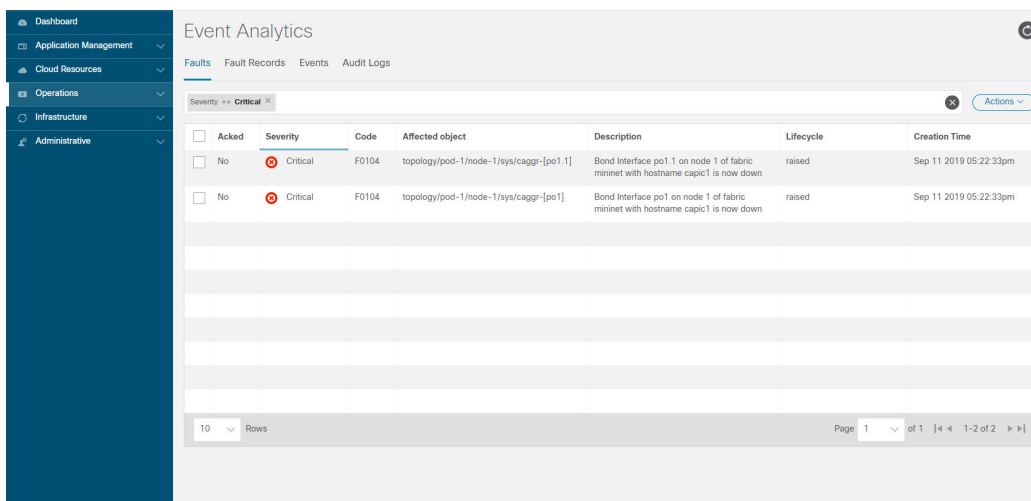 Dashboard
Application Management
Cloud Resources
Operations
Infrastructure
Administrative
Event Analytics
Faults Fault Records Events Audit Logs
Severity == Critical ×
Actions
Acked Severity Code Affected object Description Lifecycle Creation Time
No Critical F0104 topology/pod-1/node-1/sys/caggr-[po1.1] Bond Interface po1.1 on node 1 of fabric raised Sep 11 2019 05:22:33pm
mininet with hostname capic1 is now down
No Critical F0104 topology/pod-1/node-1/sys/caggr-[po1] Bond Interface po1 on node 1 of fabric raised Sep 11 2019 05:22:33pm
mininet with hostname capic1 is now down
10 Rows Page 1 of 1 1-2 of 2